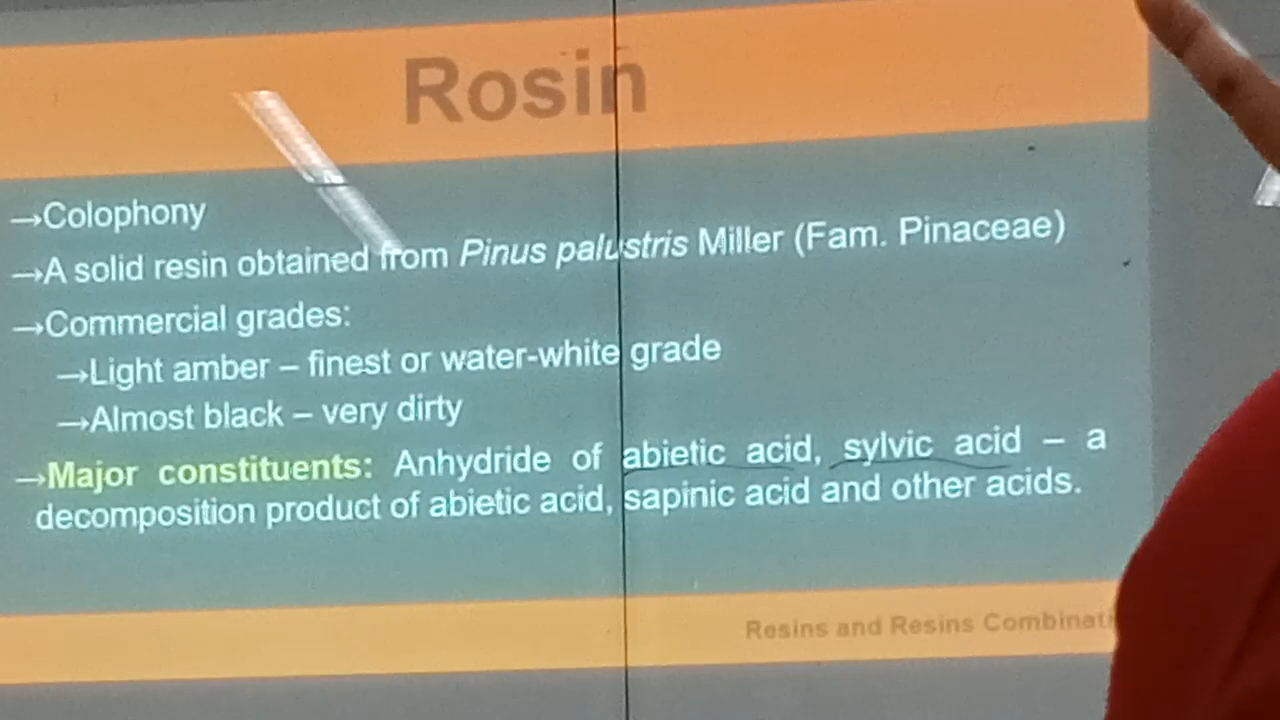 Rosin
→Colophony
→A solid resin obtained from Pinus palustris Miller (Fam. Pinaceae)
→Commercial grades:
→Light amber – finest or water-white grade
→Almost black – very dirty
→Major constituents: Anhydride of abietic acid, sylvic acid – a
decomposition product of abietic acid, sapinic acid and other acids.
Resins and Resins Combinati